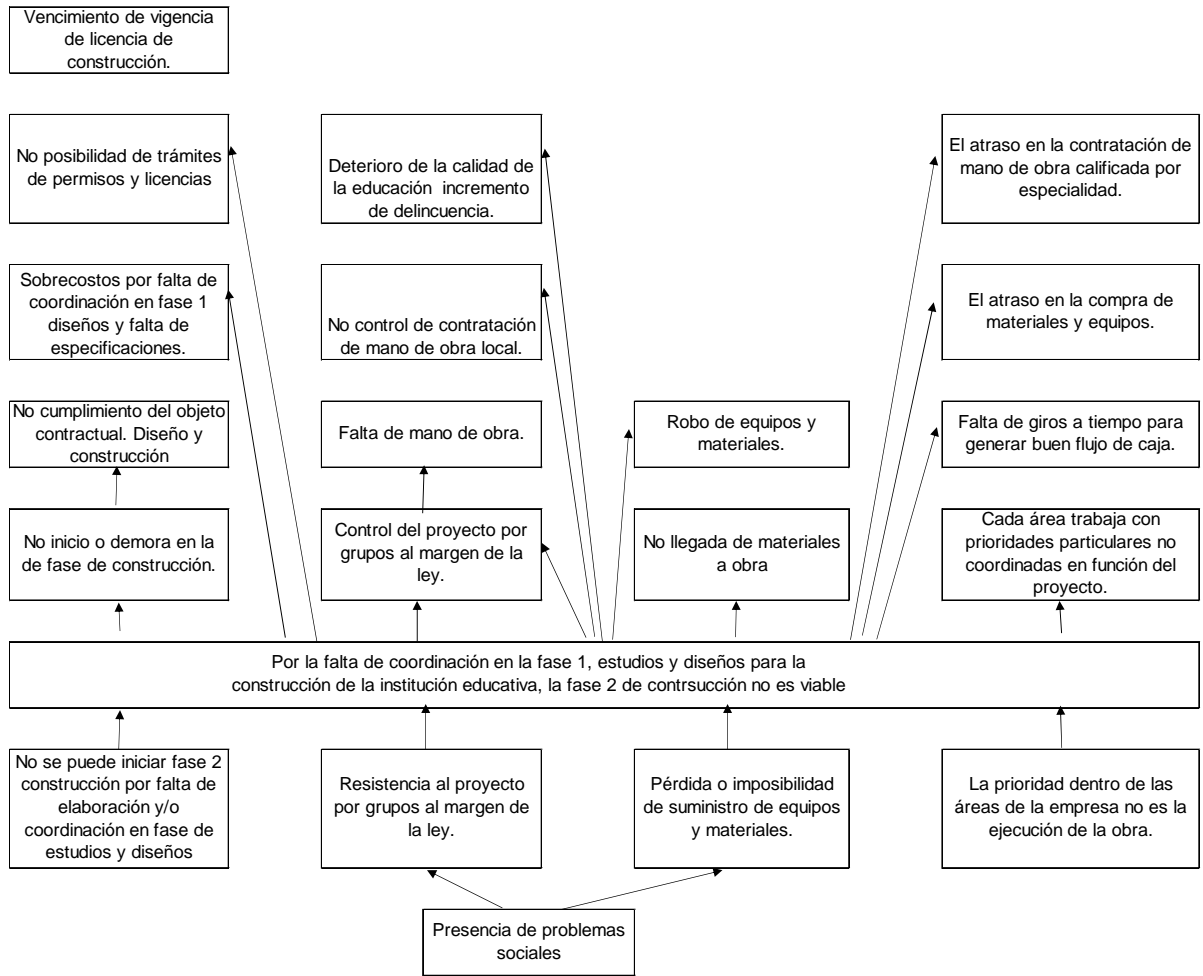 Vencimiento de vigencia
de licencia de
construcción.
No posibilidad de trámites
de permisos y licencias
Deterioro de la calidad de
la educación incremento
de delincuencia.
El atraso en la contratación de
mano de obra calificada por
especialidad.
Sobrecostos por falta de
coordinación en fase 1
diseños y falta de
especificaciones.
No control de contratación
de mano de obra local.
El atraso en la compra de
materiales y equipos.
No cumplimiento del objeto
contractual. Diseño y
construcción
Falta de mano de obra.
Robo de equipos y
materiales.
Falta de giros a tiempo para
generar buen flujo de caja.
No inicio o demora en la
de fase de construcción.
Control del proyecto por
grupos al margen de la
ley.
No llegada de materiales
a obra
Cada área trabaja con
prioridades particulares no
coordinadas en función del
proyecto.
Por la falta de coordinación en la fase 1, estudios y diseños para la
construcción de la institución educativa, la fase 2 de contrsucción no es viable
No se puede iniciar fase 2
construcción por falta de
elaboración y/o
coordinación en fase de
estudios y diseños
Resistencia al proyecto
por grupos al margen de
la ley.
Pérdida o imposibilidad
de suministro de equipos
y materiales.
La prioridad dentro de las
áreas de la empresa no es la
ejecución de la obra.
Presencia de problemas
sociales